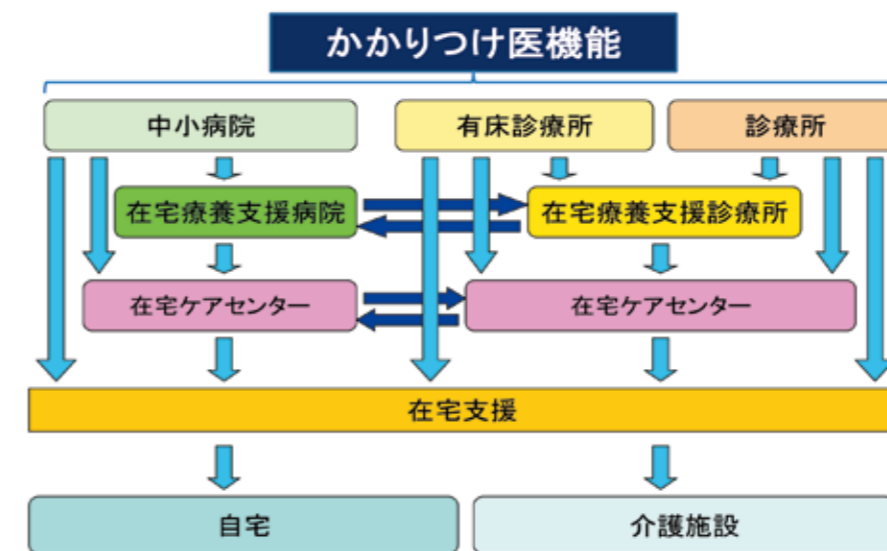 かかりつけ医機能
中小病院
有床診療所
診療所
在宅療養支援病院
在宅療養支援診療所
在宅ケアセンター
在宅ケアセンター
在宅支援
自宅
介護施設